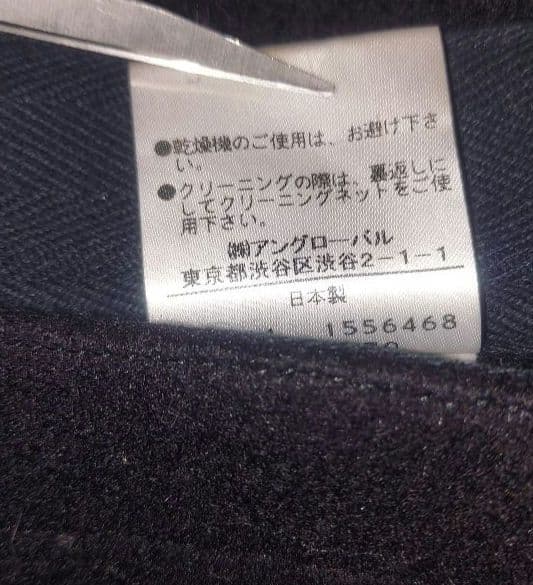 ●乾燥機のご使用は、お避け下さ
い。
●クリーニングの際は、裏返しに
してクリーニングネットをご使
用下さい。
㈱アングローバル
東京都渋谷区渋谷2-1-1
日本製
1556468